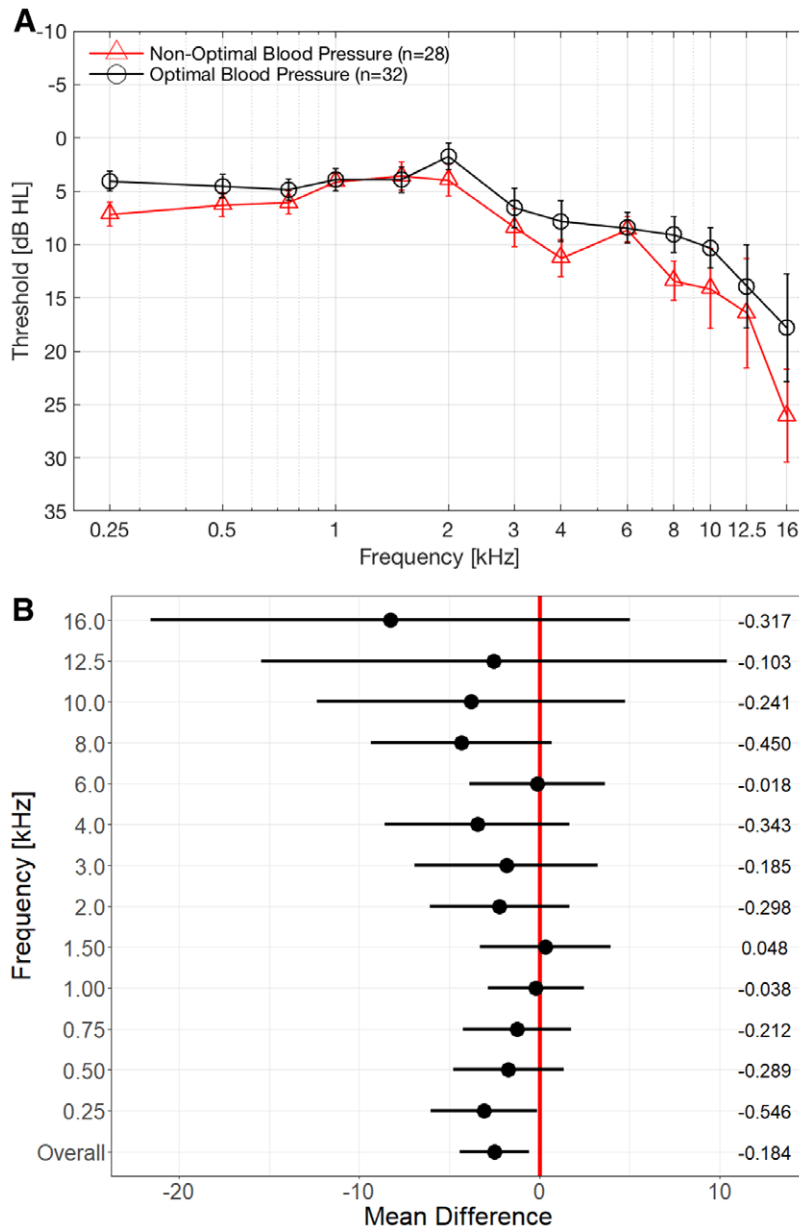 A
-10
Non-Optimal Blood Pressure (n=28)
Optimal Blood Pressure (n=32)
-5
0
5
10
15
20
25
30
35
Threshold [dB HL]
0.25 0.5 1 2 3 4 6 8 10 12.5 16
Frequency [kHz]
B
Frequency [kHz]
16.0 -0.317
12.5 -0.103
10.0 -0.241
8.0 -0.450
6.0 -0.018
4.0 -0.343
3.0 -0.185
2.0 -0.298
1.50 0.048
1.00 -0.038
0.75 -0.212
0.50 -0.289
0.25 -0.546
Overall -0.184
-20 -10 0 10
Mean Difference